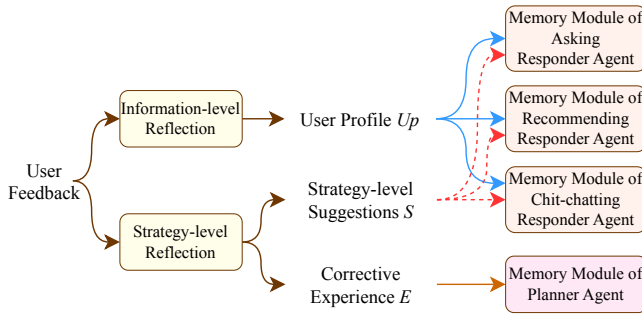 User
Feedback
Information-level
Reflection
Strategy-level
Reflection
User Profile Up
Strategy-level
Suggestions S
Corrective
Experience E
Memory Module of
Asking
Responder Agent
Memory Module of
Recommending
Responder Agent
Memory Module of
Chit-chatting
Responder Agent
Memory Module of
Planner Agent